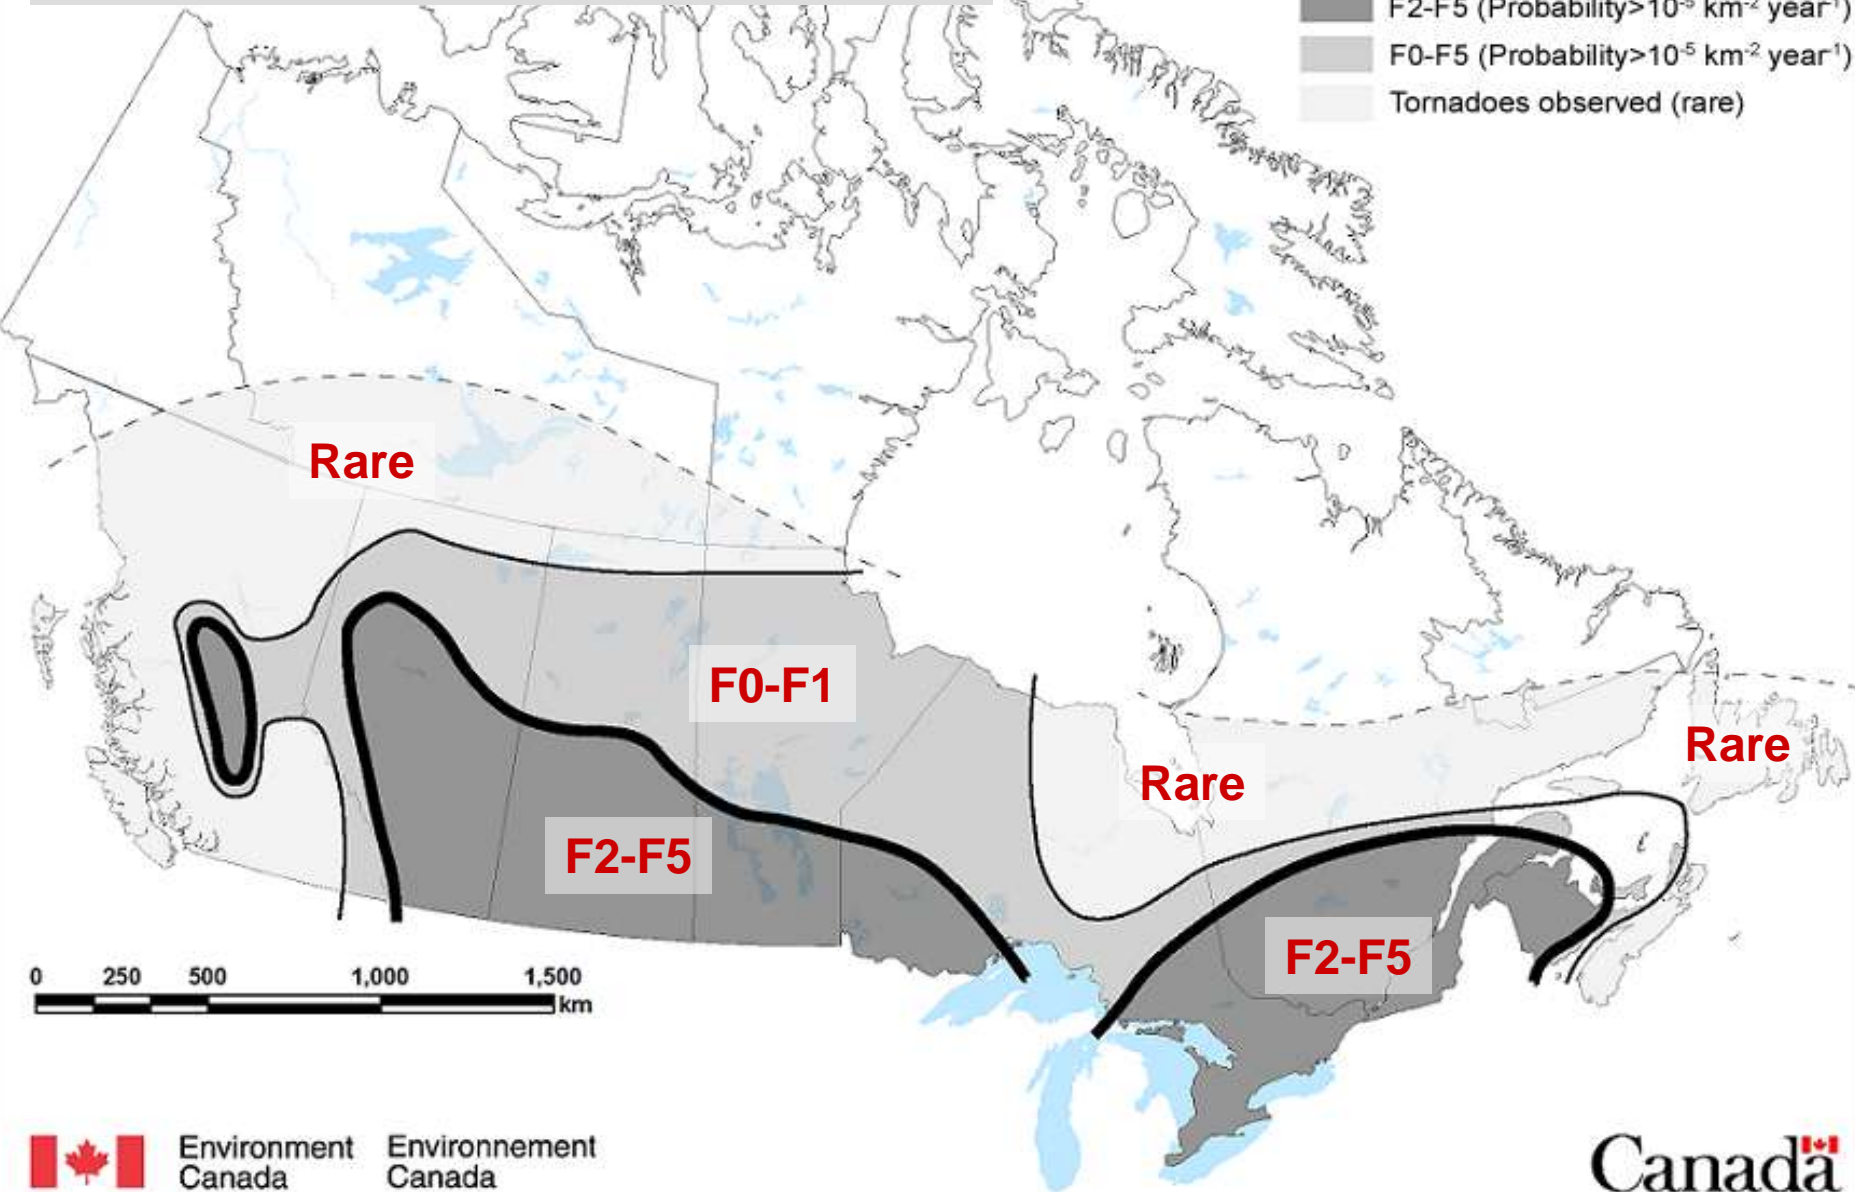 F2-F5 (Probability>10⁻⁵ km⁻² year⁻¹)
F0-F5 (Probability>10⁻⁵ km⁻² year⁻¹)
Tornadoes observed (rare)
Rare
F0-F1
Rare
Rare
F2-F5
F2-F5
0 250 500 1,000 1,500
km
Environment Environnement
Canada Canada
Canada